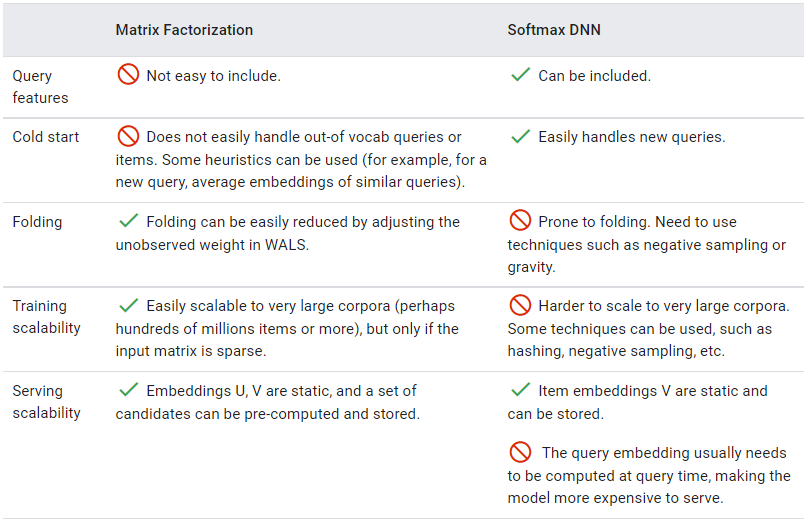 Matrix Factorization Softmax DNN
Query features
Not easy to include.
Can be included.
Cold start
Does not easily handle out-of vocab queries or
items. Some heuristics can be used (for example, for a
new query, average embeddings of similar queries).
Easily handles new queries.
Folding
Folding can be easily reduced by adjusting the
unobserved weight in WALS.
Prone to folding. Need to use
techniques such as negative sampling or
gravity.
Training
scalability
Easily scalable to very large corpora (perhaps
hundreds of millions items or more), but only if the
input matrix is sparse.
Harder to scale to very large corpora.
Some techniques can be used, such as
hashing, negative sampling, etc.
Serving
scalability
Embeddings U, V are static, and a set of
candidates can be pre-computed and stored.
Item embeddings V are static and
can be stored.
The query embedding usually needs
to be computed at query time, making the
model more expensive to serve.